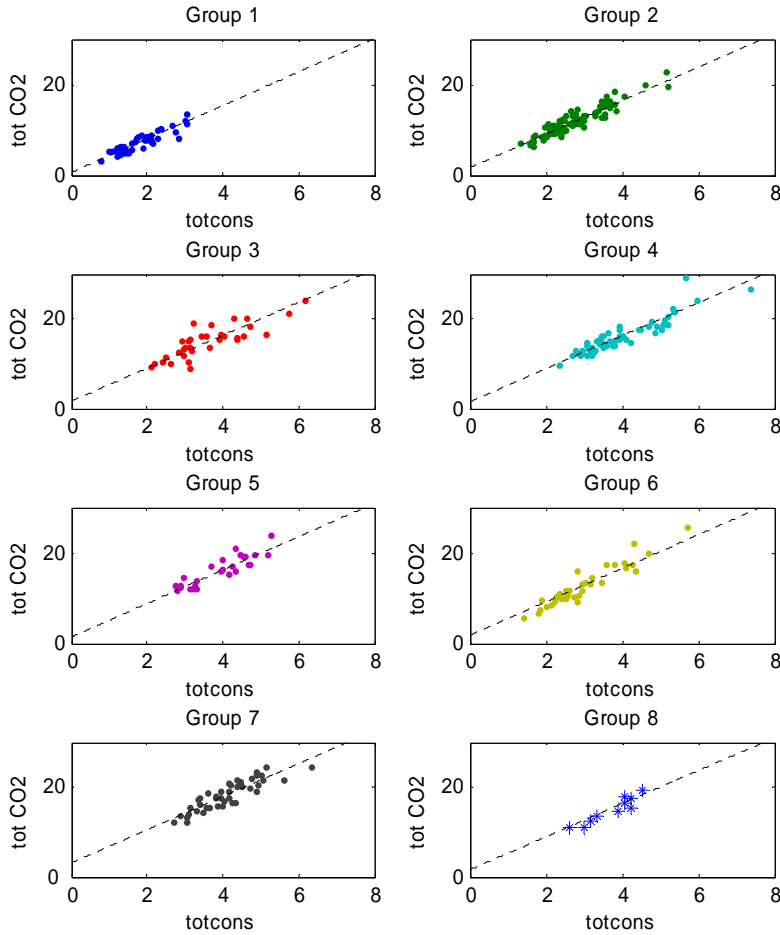 Group 1
Group 2
tot CO2
20
0
0 2 4 6 8
totcons
tot CO2
20
0
0 2 4 6 8
totcons
Group 3
Group 4
tot CO2
20
0
0 2 4 6 8
totcons
tot CO2
20
0
0 2 4 6 8
totcons
Group 5
Group 6
tot CO2
20
0
0 2 4 6 8
totcons
tot CO2
20
0
0 2 4 6 8
totcons
Group 7
Group 8
tot CO2
20
0
0 2 4 6 8
totcons
tot CO2
20
0
0 2 4 6 8
totcons